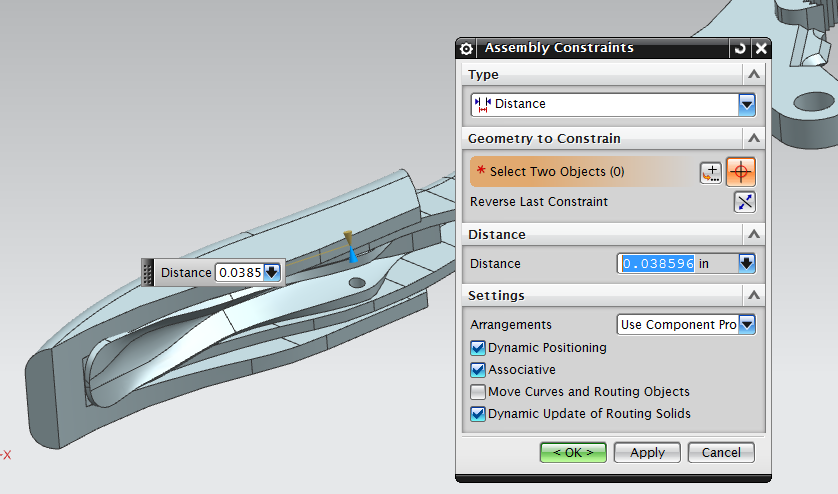 Assembly Constraints
Type
Distance
Geometry to Constrain
* Select Two Objects (0)
Reverse Last Constraint
Distance
Distance 0.038596 in
Settings
Arrangements Use Component Pro
Dynamic Positioning
Associative
Move Curves and Routing Objects
Dynamic Update of Routing Solids
< OK > Apply Cancel
Distance 0.0385
-X